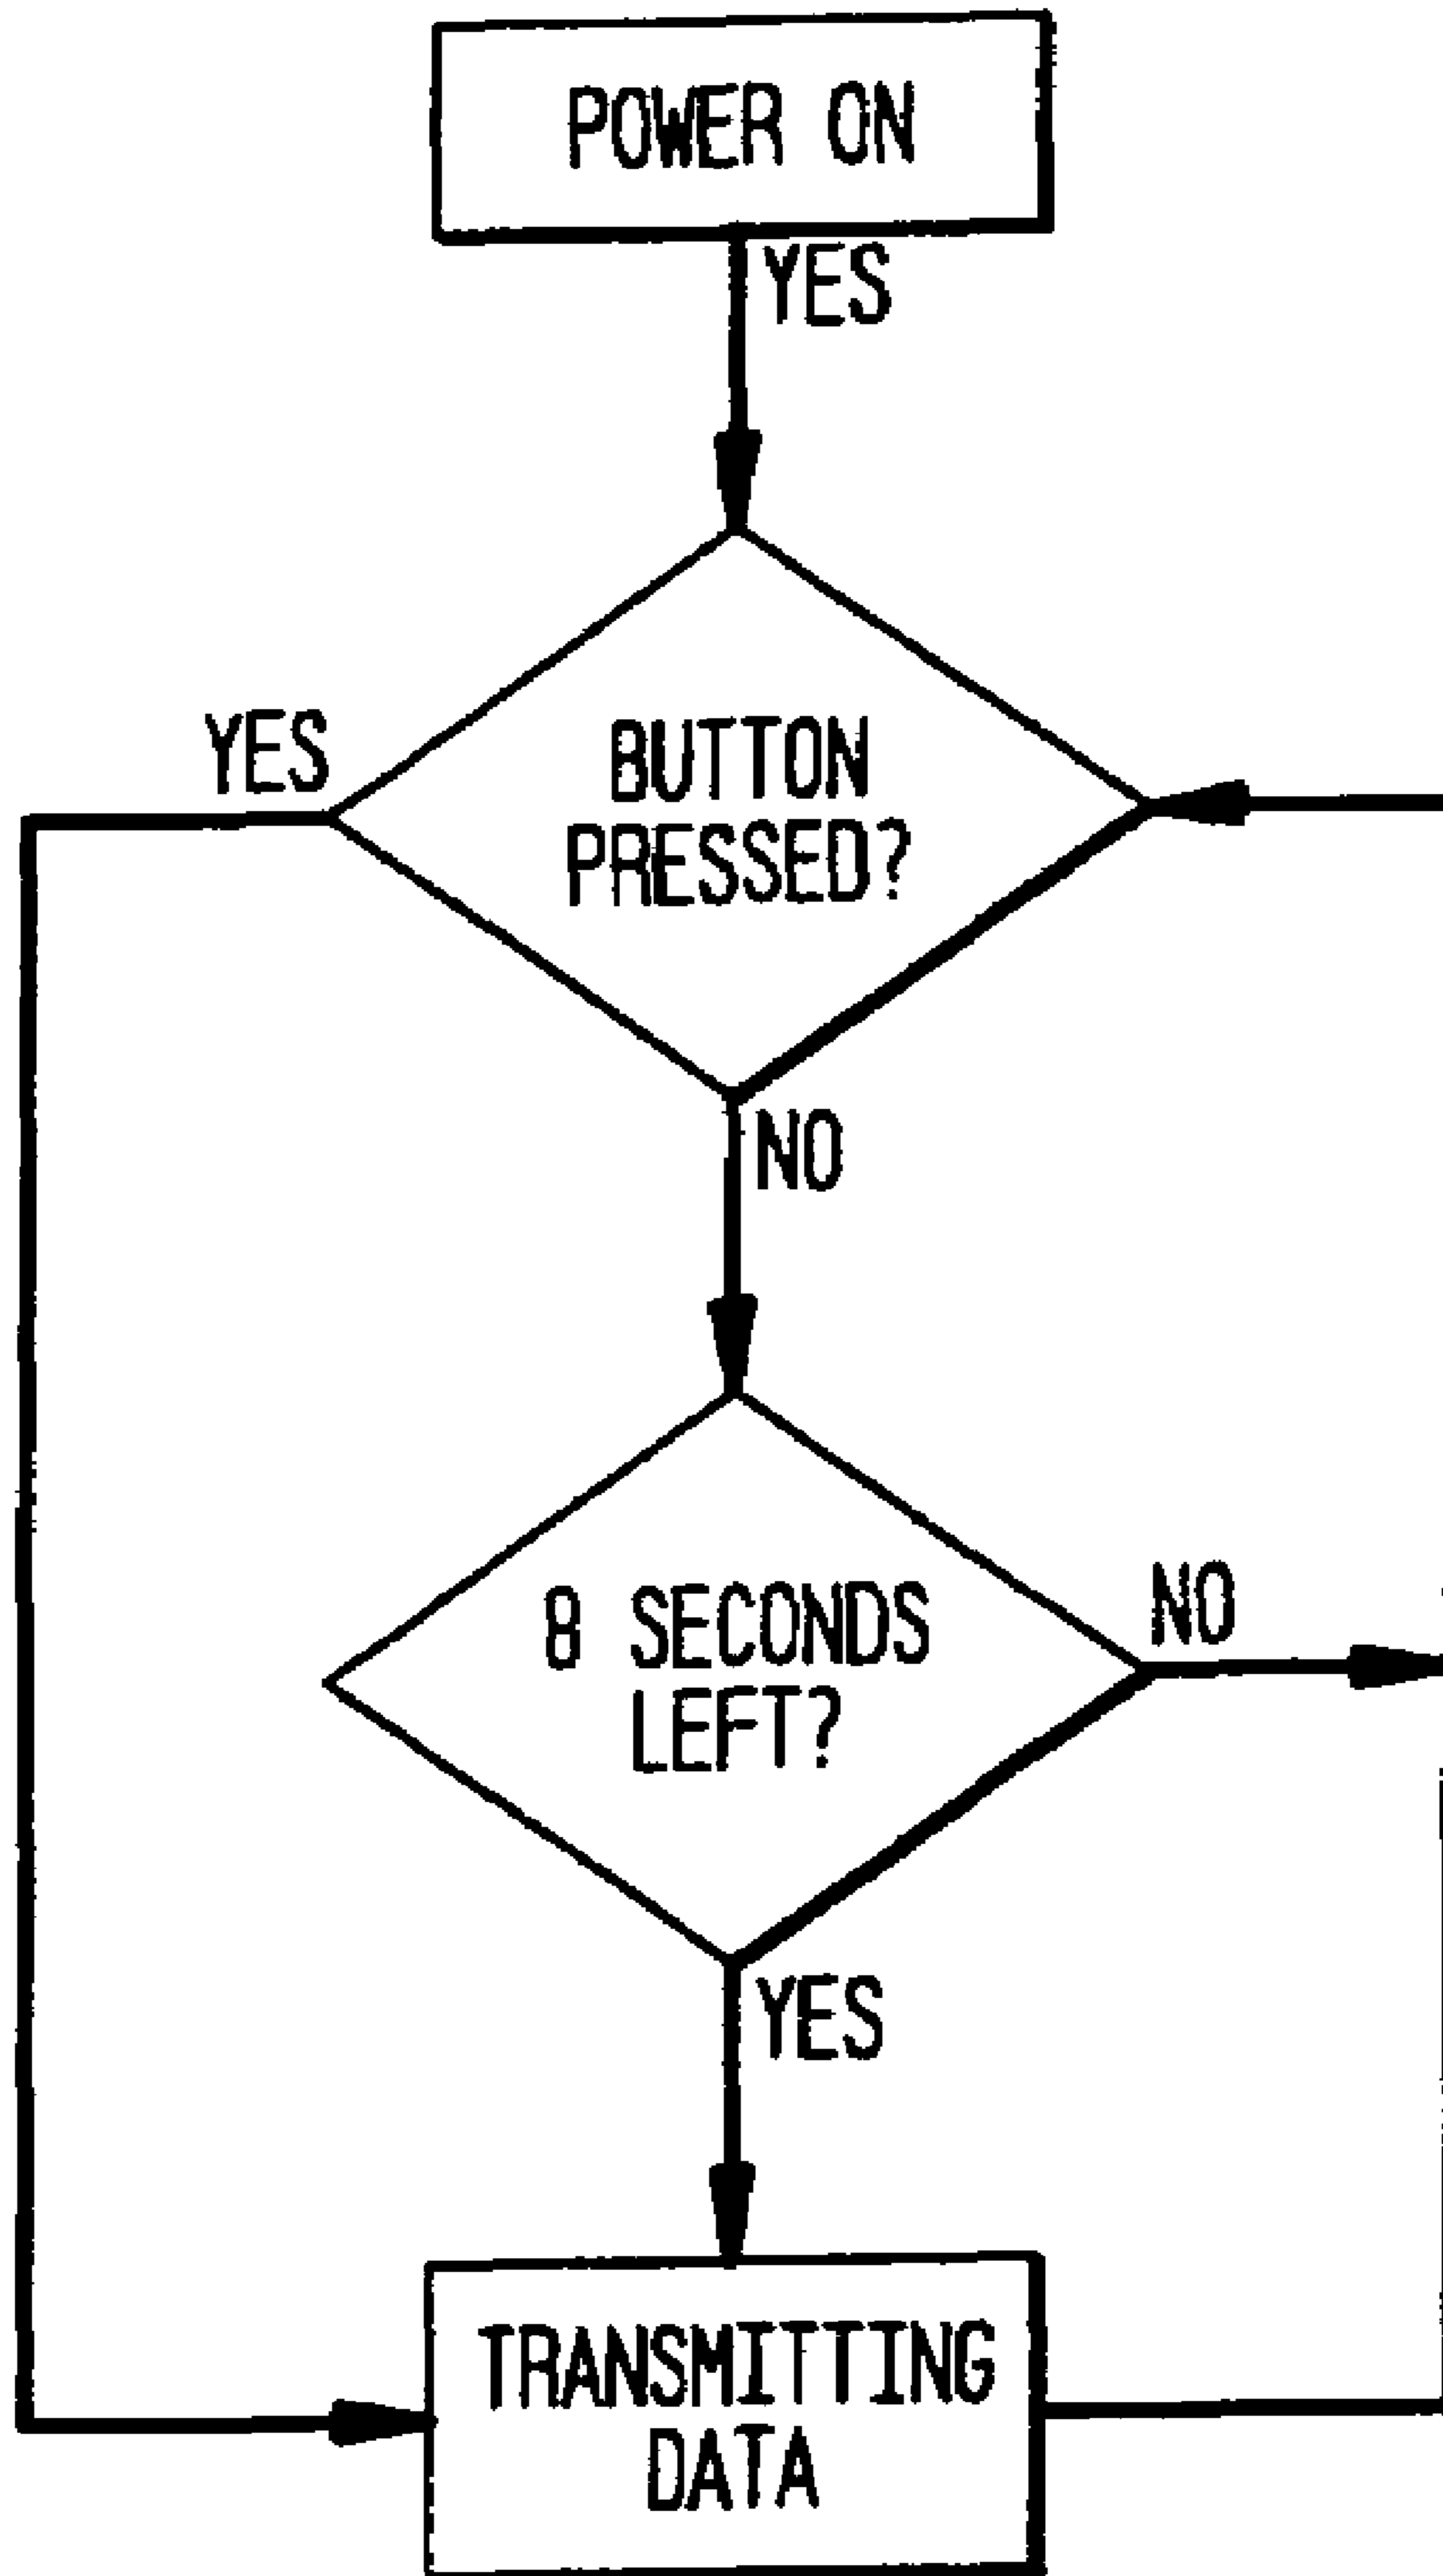 POWER ON
YES
YES
BUTTON
PRESSED?
NO
8 SECONDS
LEFT?
NO
YES
TRANSMITTING
DATA